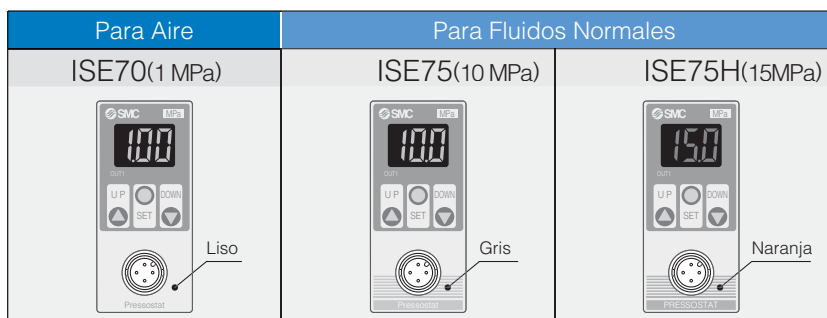 Para Aire
Para Fluidos Normales
ISE70(1 MPa)
ISE75(10 MPa)
ISE75H(15MPa)
SMC MPa
1.00
OUT1
UP DOWN
SET
Liso
Pressostat
SMC MPa
10.0
OUT1
UP DOWN
SET
Gris
Pressostat
SMC MPa
15.0
OUT1
UP DOWN
SET
Naranja
PRESSOSTAT